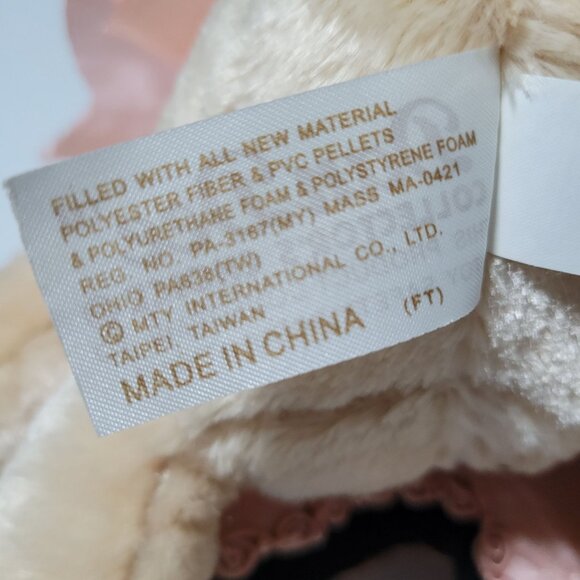 FILLED WITH ALL NEW MATERIAL
POLYESTER FIBER & PVC PELLETS
& POLYURETHANE FOAM & POLYSTYRENE FOAM
REG. NO. PA-3167(MY) MASS MA-0421
OHIO PA638(TW)
© MTY INTERNATIONAL CO., LTD.
TAIPEI, TAIWAN (FT)
MADE IN CHINA